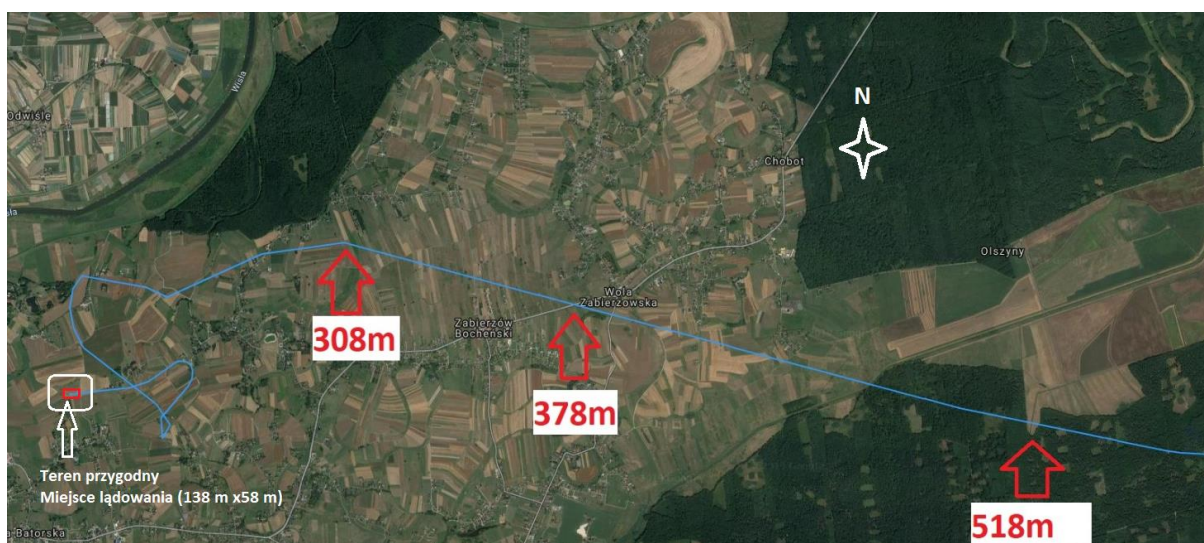 Odwiśle
Wisła
N
Chobot
Olszyny
308m
Wola
Zabierzowska
Zabierzów
Bocheński
378m
Teren przygodny
Miejsce lądowania (138 m x58 m)
518m
a Batorska